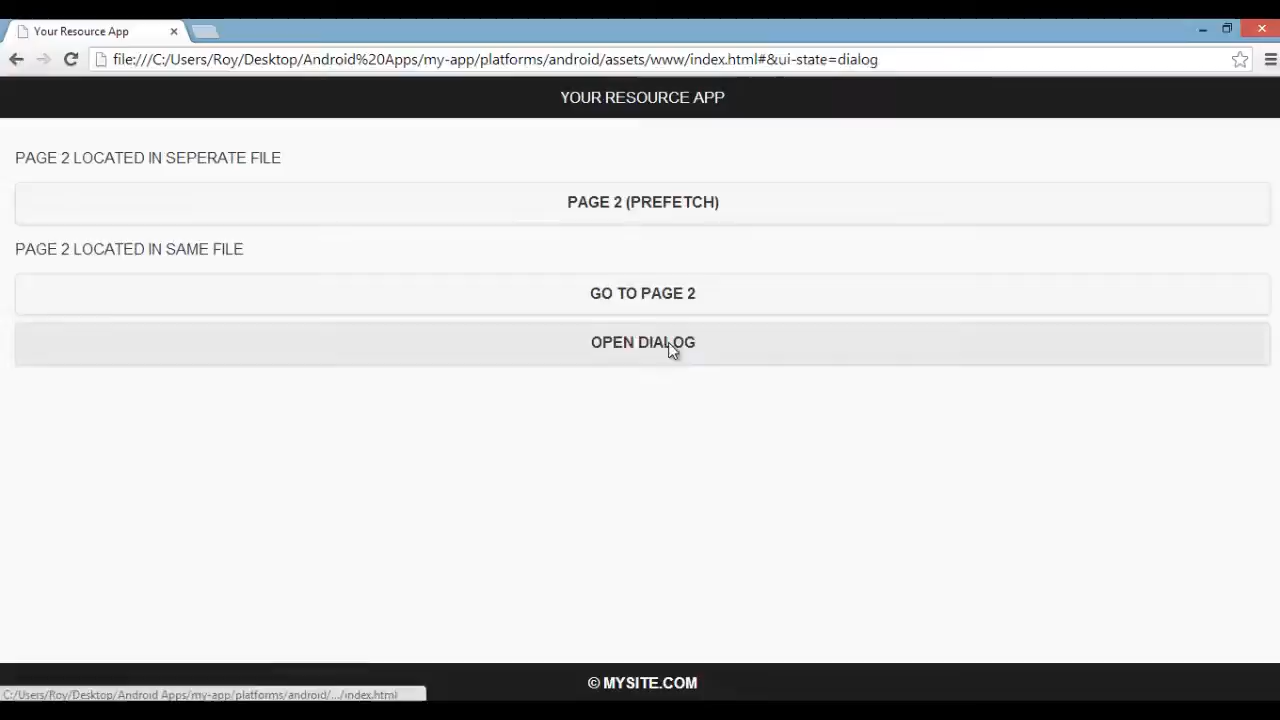 Your Resource App
file:///C:/Users/Roy/Desktop/Android%20Apps/my-app/platforms/android/assets/www/index.html#&ui-state=dialog
YOUR RESOURCE APP
PAGE 2 LOCATED IN SEPERATE FILE
PAGE 2 (PREFETCH)
PAGE 2 LOCATED IN SAME FILE
GO TO PAGE 2
OPEN DIALOG
© MYSITE.COM
C:/Users/Roy/Desktop/Android Apps/my-app/platforms/android/.../index.html